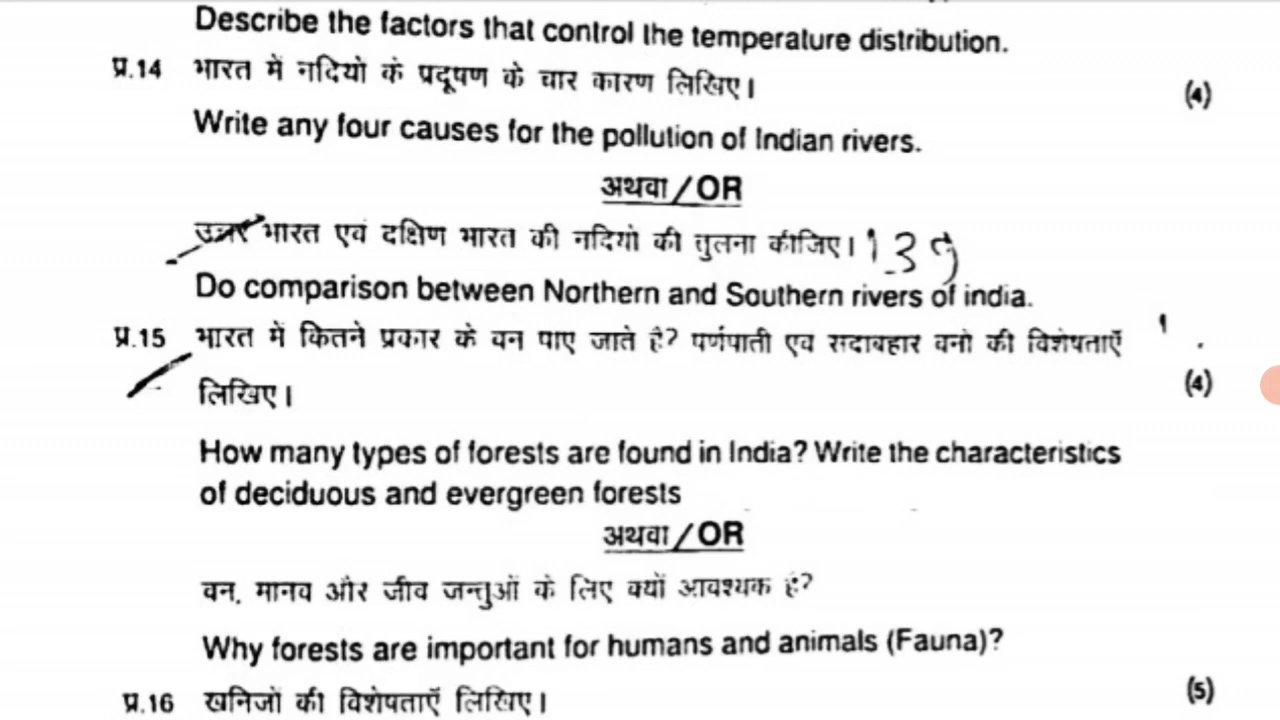 Describe the factors that control the temperature distribution.
प्र.14 भारत में नदियों के प्रदूषण के चार कारण लिखिए। (4)
Write any four causes for the pollution of Indian rivers.
अथवा / OR
उत्तर भारत एवं दक्षिण भारत की नदियो की तुलना कीजिए। 139
Do comparison between Northern and Southern rivers of india.
प्र.15 भारत में कितने प्रकार के वन पाए जाते है? पर्णपाती एव सदाबहार वनो की विशेषताएँ
लिखिए। (4)
How many types of forests are found in India? Write the characteristics
of deciduous and evergreen forests
अथवा / OR
वन, मानव और जीव जन्तुओं के लिए क्यों आवश्यक है?
Why forests are important for humans and animals (Fauna)?
प्र.16 खनिजों की विशेषताएँ लिखिए। (5)